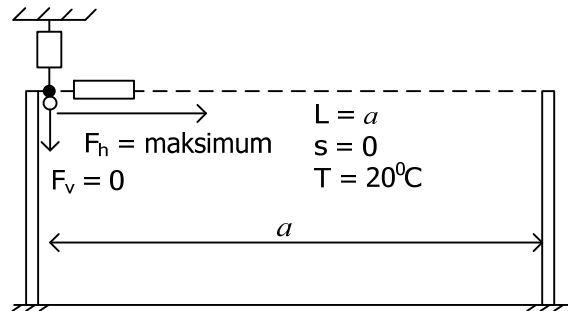 F_h = maksimum
F_v = 0
L = a
s = 0
T = 20⁰C
a